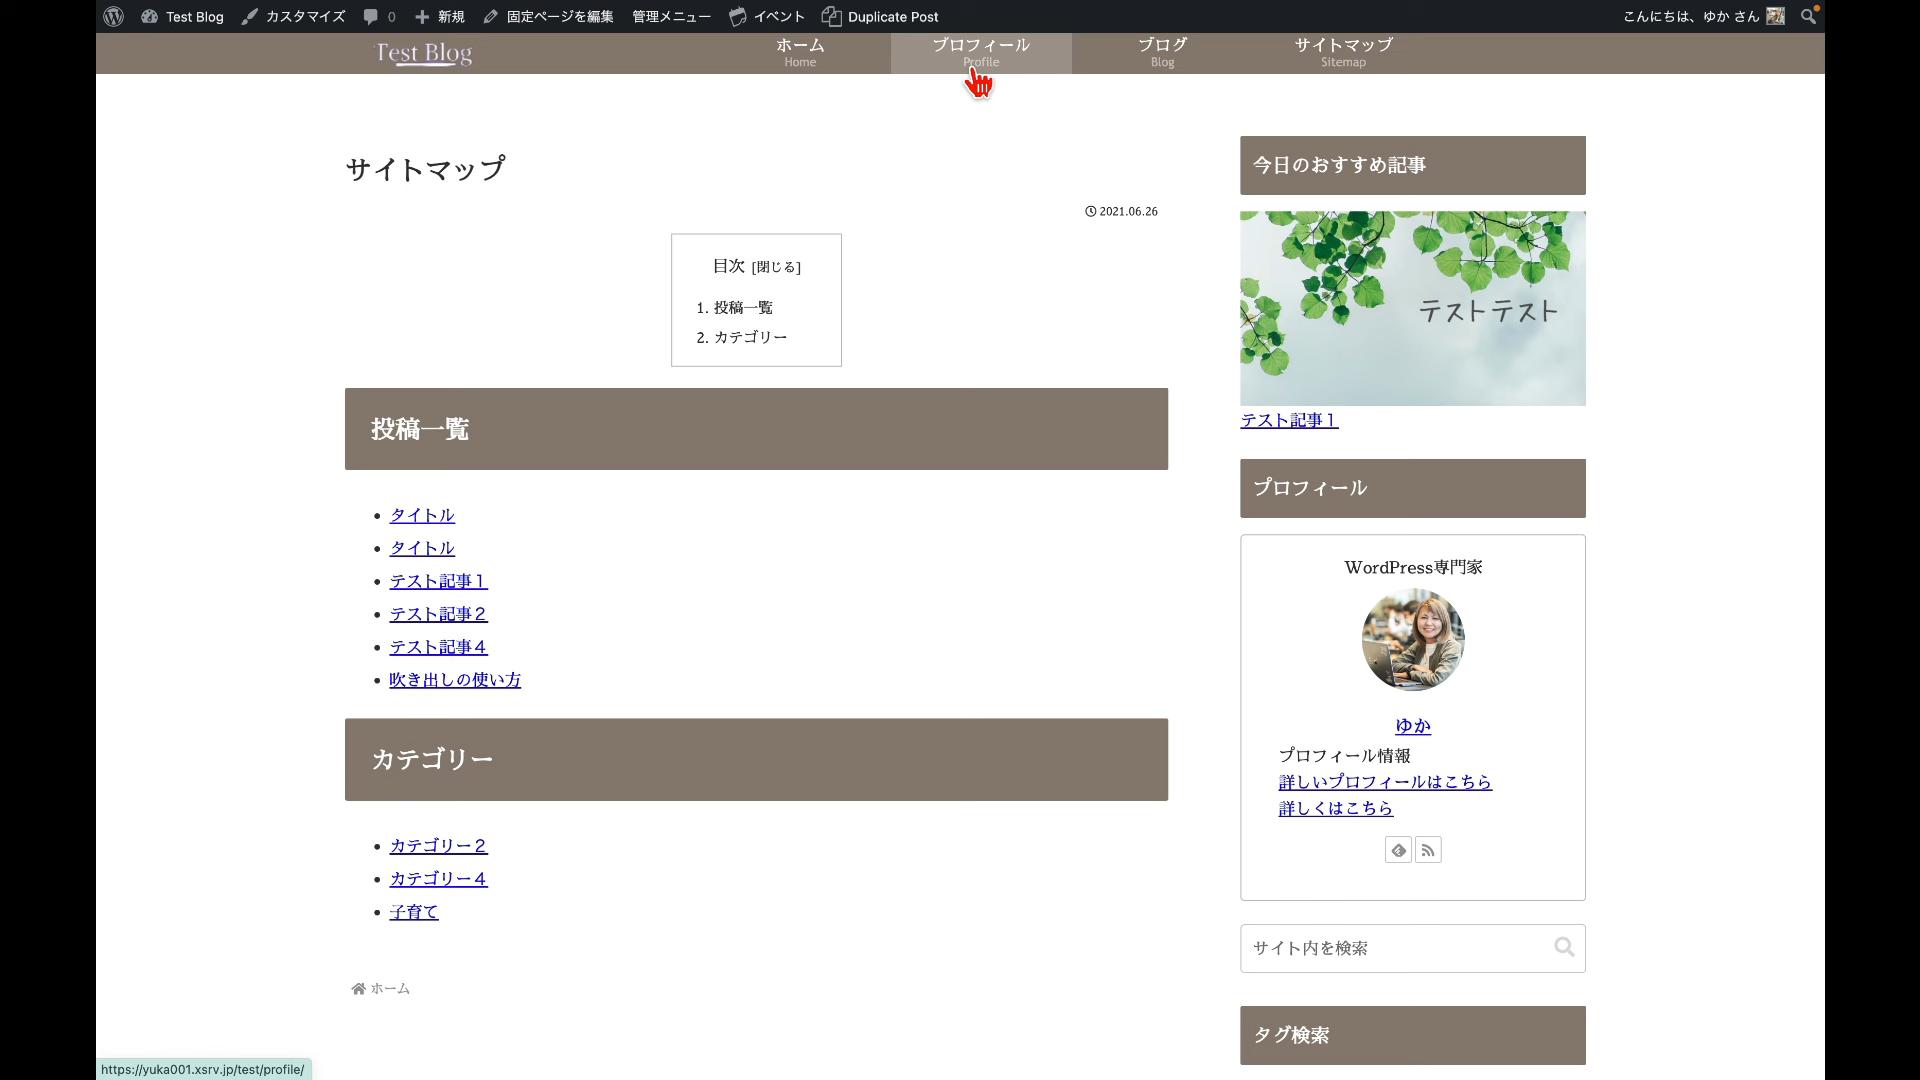 Test Blog カスタマイズ 0 新規 固定ページを編集 管理メニュー イベント Duplicate Post こんにちは、ゆか さん
Test Blog ホーム プロフィール ブログ サイトマップ
Home Profile Blog Sitemap
サイトマップ
2021.06.26
目次 [閉じる]
1. 投稿一覧
2. カテゴリー
投稿一覧
• タイトル
• タイトル
• テスト記事１
• テスト記事２
• テスト記事４
• 吹き出しの使い方
カテゴリー
• カテゴリー２
• カテゴリー４
• 子育て
ホーム
今日のおすすめ記事
テストテスト
テスト記事１
プロフィール
WordPress専門家
ゆか
プロフィール情報
詳しいプロフィールはこちら
詳しくはこちら
サイト内を検索
タグ検索
https://yuka001.xsrv.jp/test/profile/